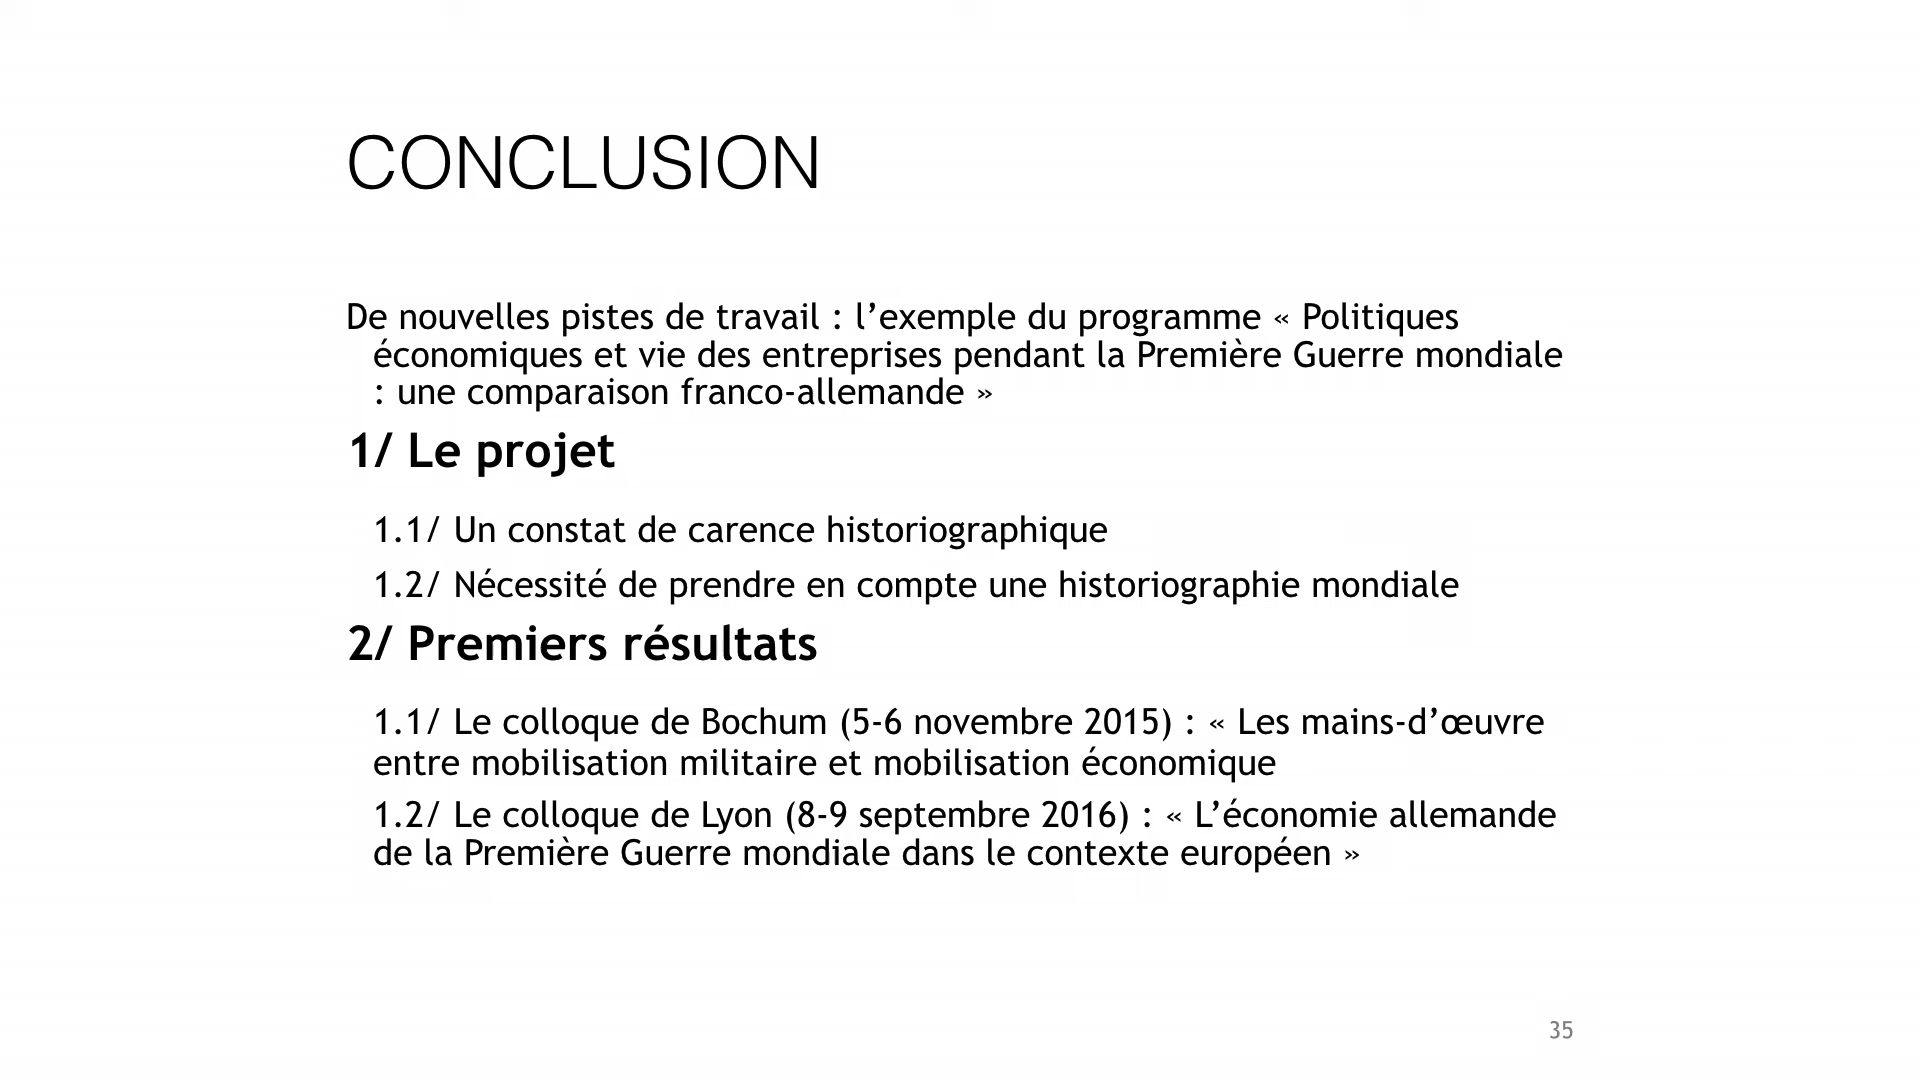 CONCLUSION
De nouvelles pistes de travail : l’exemple du programme « Politiques
économiques et vie des entreprises pendant la Première Guerre mondiale
: une comparaison franco-allemande »
1/ Le projet
1.1/ Un constat de carence historiographique
1.2/ Nécessité de prendre en compte une historiographie mondiale
2/ Premiers résultats
1.1/ Le colloque de Bochum (5-6 novembre 2015) : « Les mains-d’œuvre
entre mobilisation militaire et mobilisation économique
1.2/ Le colloque de Lyon (8-9 septembre 2016) : « L’économie allemande
de la Première Guerre mondiale dans le contexte européen »
35